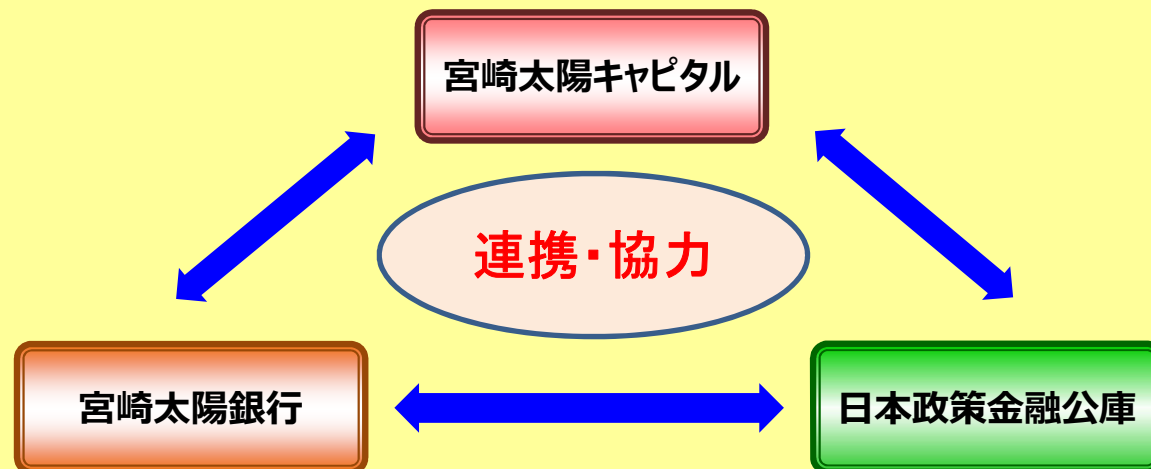 宮崎太陽キャピタル
連携・協力
宮崎太陽銀行
日本政策金融公庫